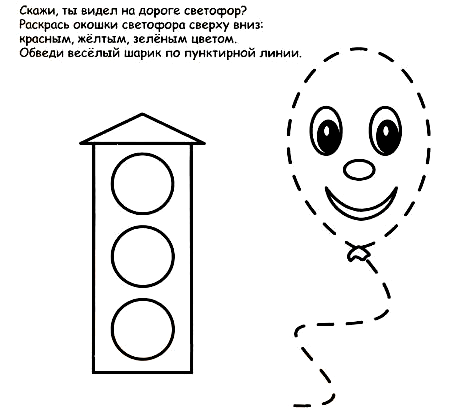 Скажи, ты видел на дороге светофор?
Раскрась окошки светофора сверху вниз:
красным, жёлтым, зелёным цветом.
Обведи весёлый шарик по пунктирной линии.